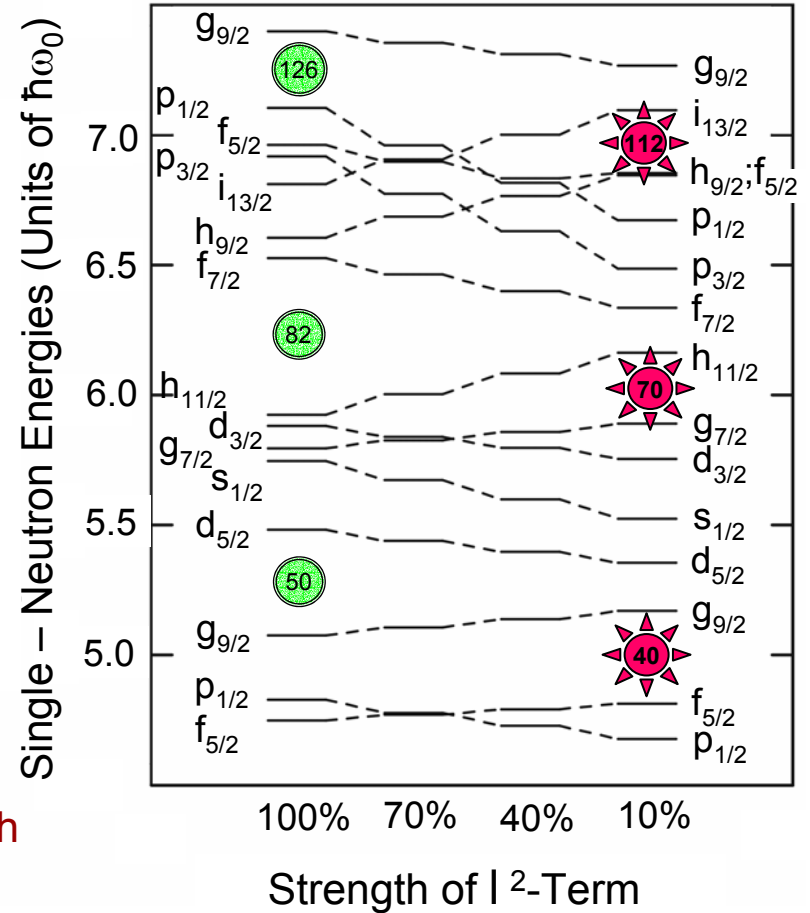 Single – Neutron Energies (Units of ħω₀)
7.0
6.5
6.0
5.5
5.0
g9/2
126
p1/2
f5/2
p3/2
i13/2
h9/2
f7/2
82
h11/2
d3/2
g7/2
s1/2
d5/2
50
g9/2
p1/2
f5/2
g9/2
i13/2
112
h9/2;f5/2
p1/2
p3/2
f7/2
h11/2
70
g7/2
d3/2
s1/2
d5/2
g9/2
40
f5/2
p1/2
h
100% 70% 40% 10%
Strength of l ²-Term